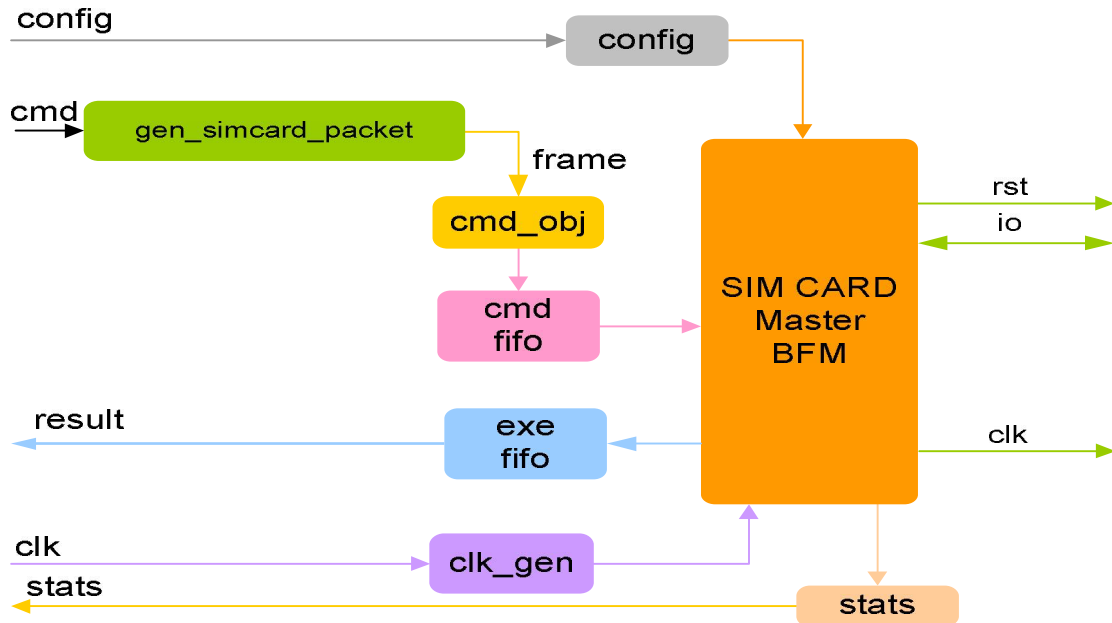 config
config
cmd
gen_simcard_packet
frame
cmd_obj
cmd
fifo
SIM CARD
Master
BFM
rst
io
result
exe
fifo
clk
clk
clk_gen
stats
stats